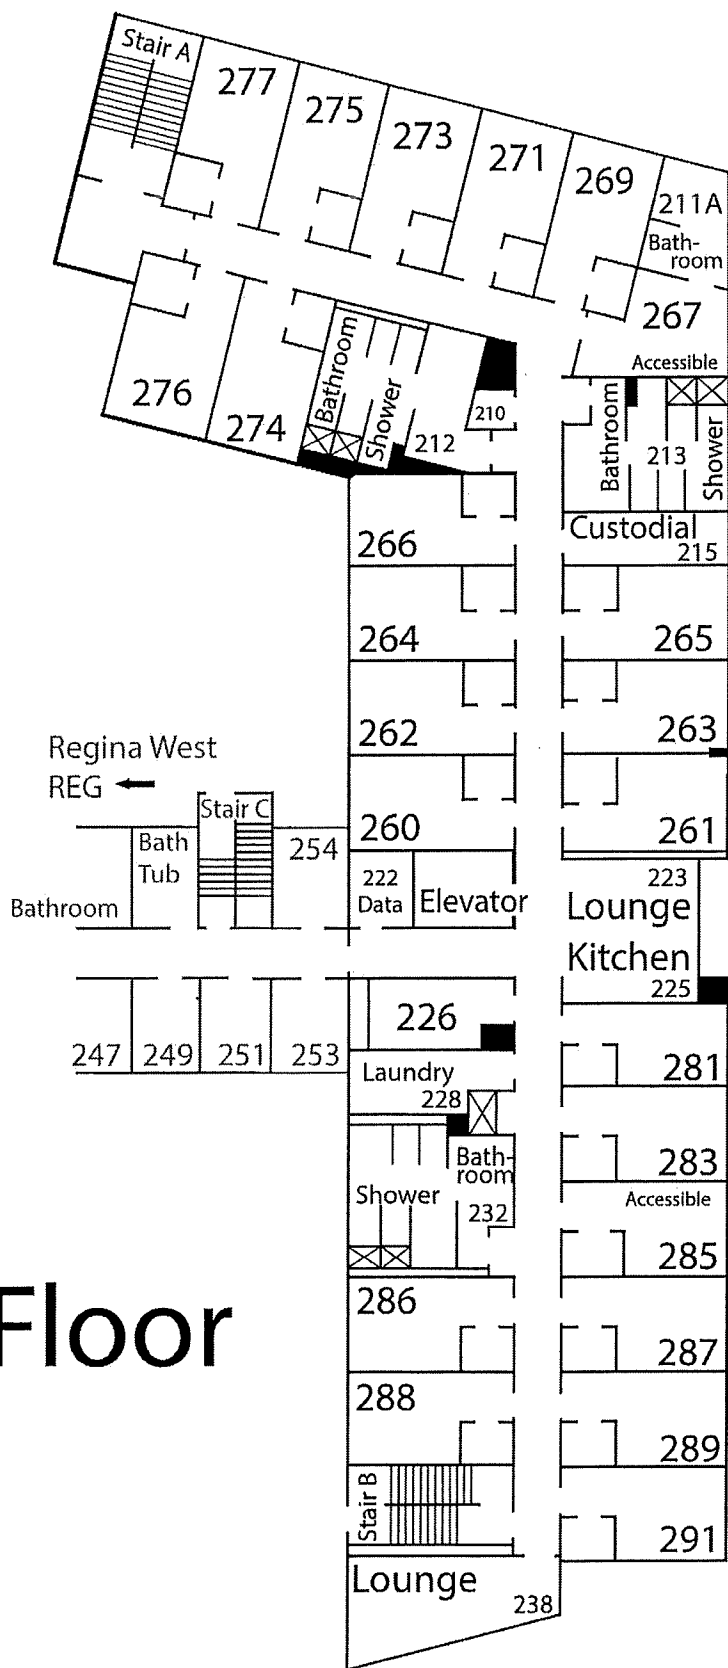 Stair A
277
275
273
271
269
211A
Bath-
room
267
Accessible
276
274
Bathroom
Shower
212
210
Bathroom
213
Shower
Custodial
215
266
264
265
262
263
260
261
Regina West
REG
Stair C
Bath
Tub
254
Bathroom
222
Data
Elevator
223
Lounge
Kitchen
225
247
249
251
253
226
Laundry
228
281
Bath-
room
232
Shower
283
Accessible
285
Floor
286
287
288
289
Stair B
291
Lounge
238